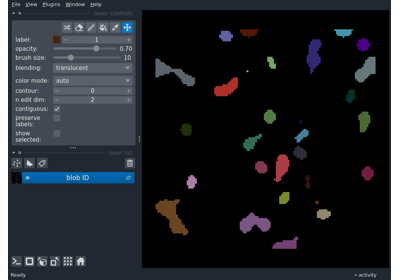 File View Plugins Window Help
layer controls
label: 1
opacity: 0.70
brush size: 10
blending: translucent
color mode: auto
contour: 0
n edit dim: 2
contiguous:
preserve labels:
show selected:
layer list
blob ID
Ready
activity